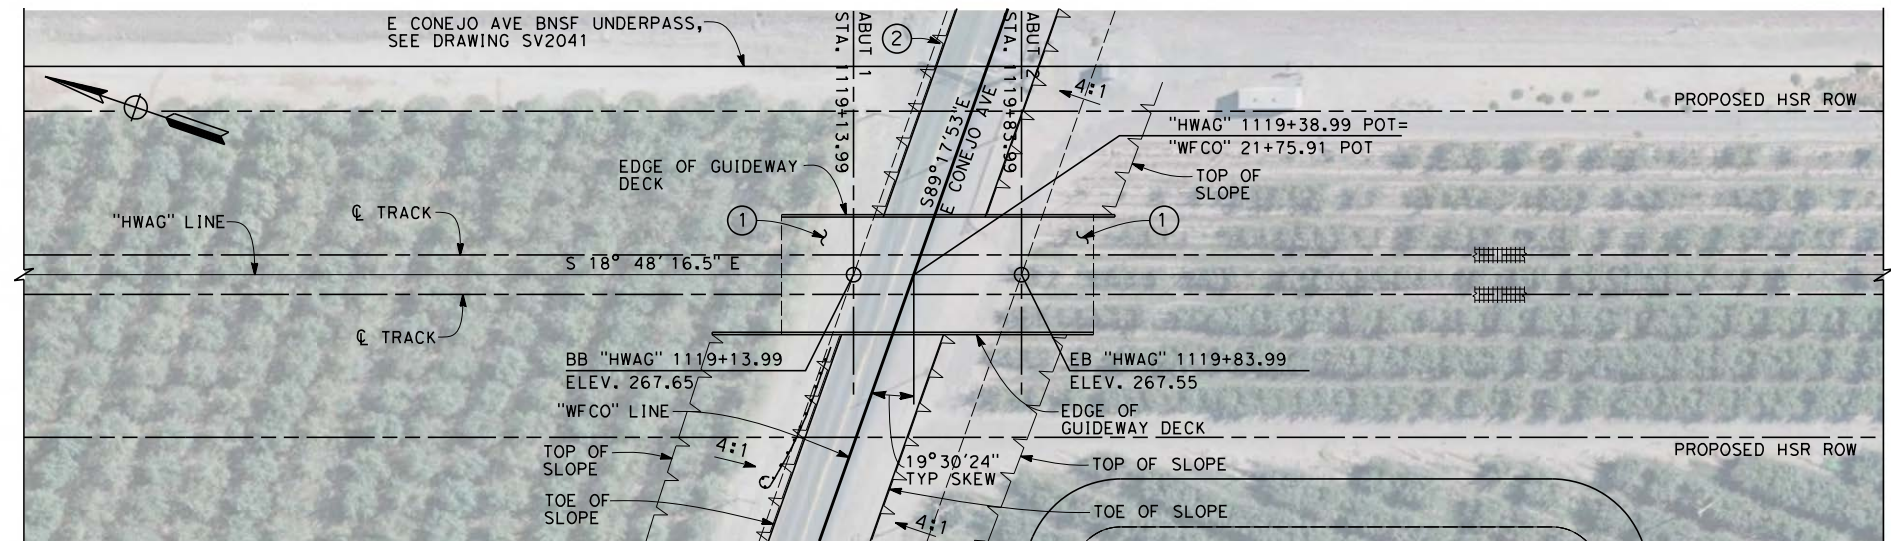 E CONEJO AVE BNSF UNDERPASS,
SEE DRAWING SV2041
ABUT 1
STA. 1119+13.99
2
ABUT 2
STA. 1119+83.99
4:1
PROPOSED HSR ROW
"HWAG" 1119+38.99 POT=
"WFCO" 21+75.91 POT
S89°17'53"E
E CONEJO AVE
EDGE OF GUIDEWAY
DECK
TOP OF
SLOPE
"HWAG" LINE
℄ TRACK
1
1
S 18° 48' 16.5" E
℄ TRACK
BB "HWAG" 1119+13.99
ELEV. 267.65
EB "HWAG" 1119+83.99
ELEV. 267.55
"WFCO" LINE
EDGE OF
GUIDEWAY DECK
PROPOSED HSR ROW
4:1
TOP OF
SLOPE
19°30'24"
TYP SKEW
TOP OF SLOPE
TOE OF
SLOPE
4:1
TOE OF SLOPE